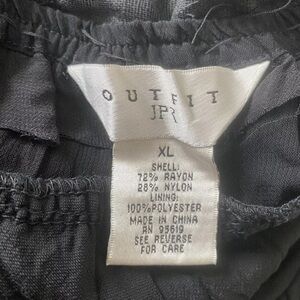 OUTFIT
JPR
XL
SHELL:
72% RAYON
28% NYLON
LINING:
100%POLYESTER
MADE IN CHINA
RN 93619
SEE REVERSE
FOR CARE